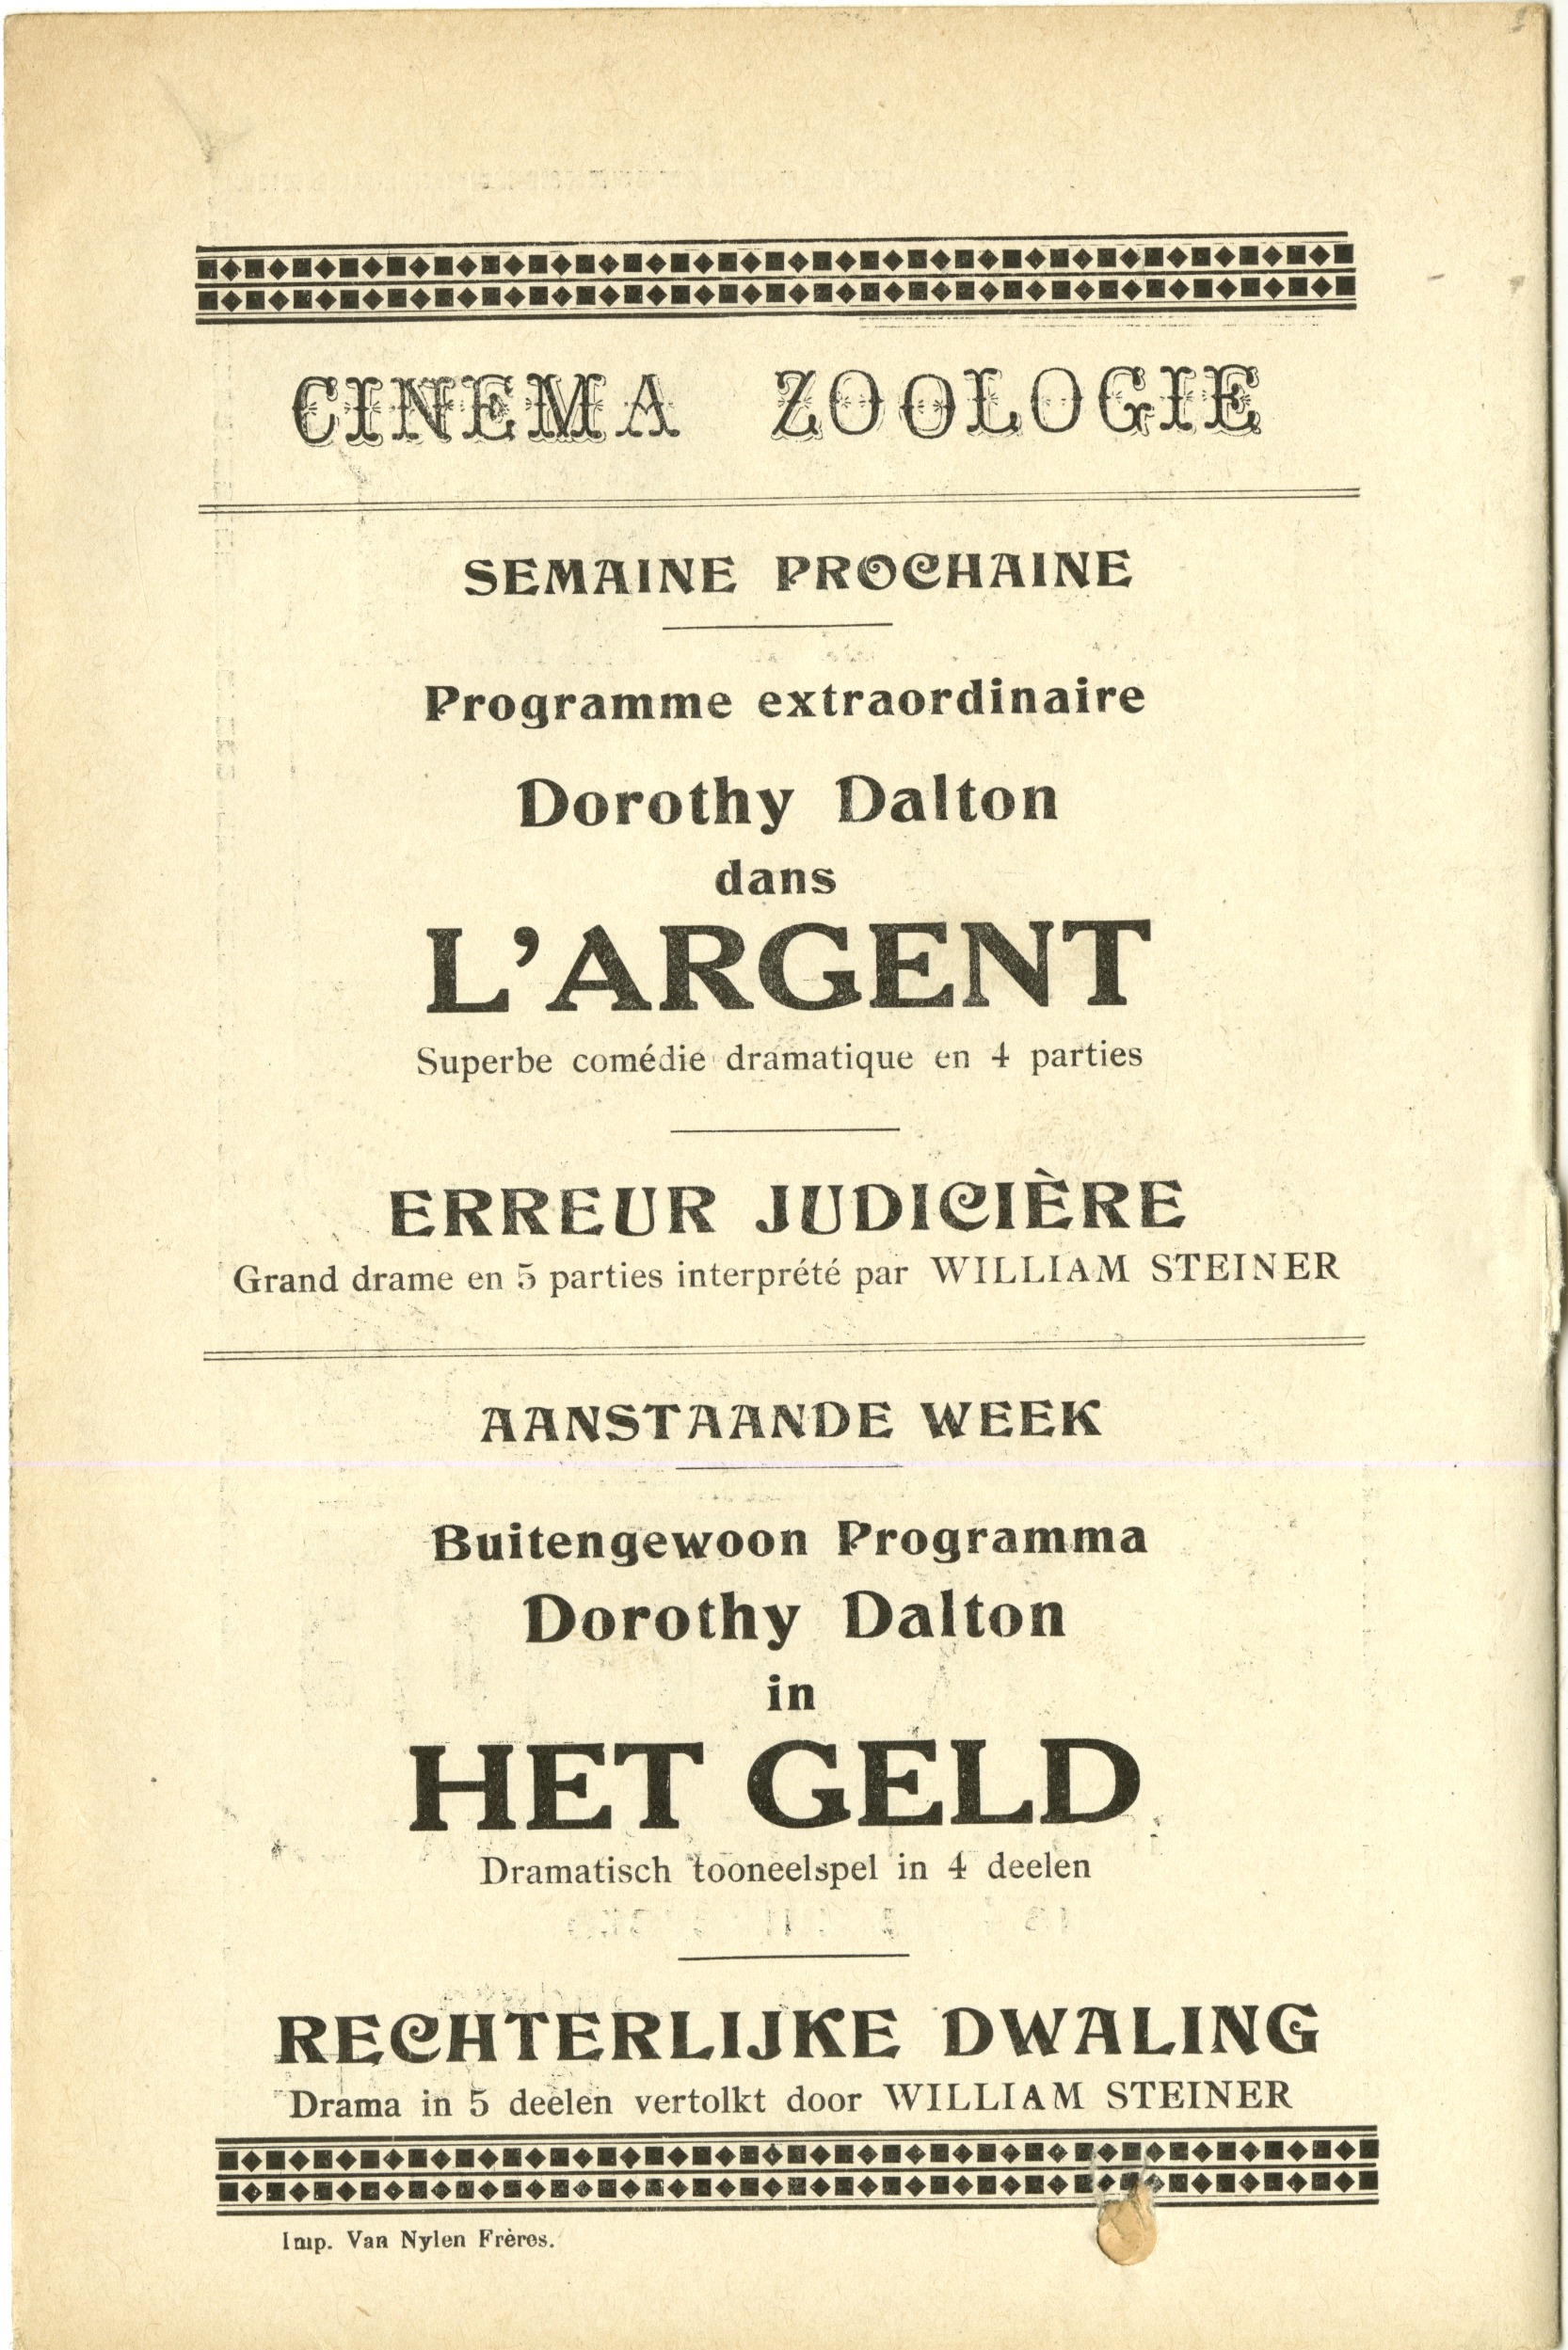 CINEMA ZOOLOGIE
SEMAINE PROCHAINE
Programme extraordinaire
Dorothy Dalton
dans
L'ARGENT
Superbe comédie dramatique en 4 parties
ERREUR JUDICIÈRE
Grand drame en 5 parties interprété par WILLIAM STEINER
AANSTAANDE WEEK
Buitengewoon Programma
Dorothy Dalton
in
HET GELD
Dramatisch tooneelspel in 4 deelen
RECHTERLIJKE DWALING
Drama in 5 deelen vertolkt door WILLIAM STEINER
Imp. Van Nylen Frères.